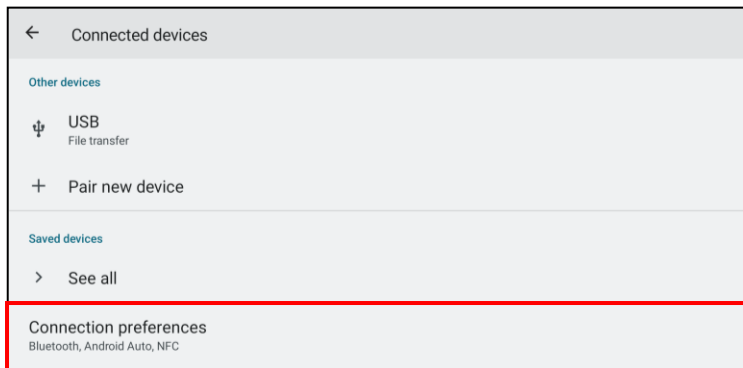 Connected devices
Other devices
USB
File transfer
Pair new device
Saved devices
See all
Connection preferences
Bluetooth, Android Auto, NFC